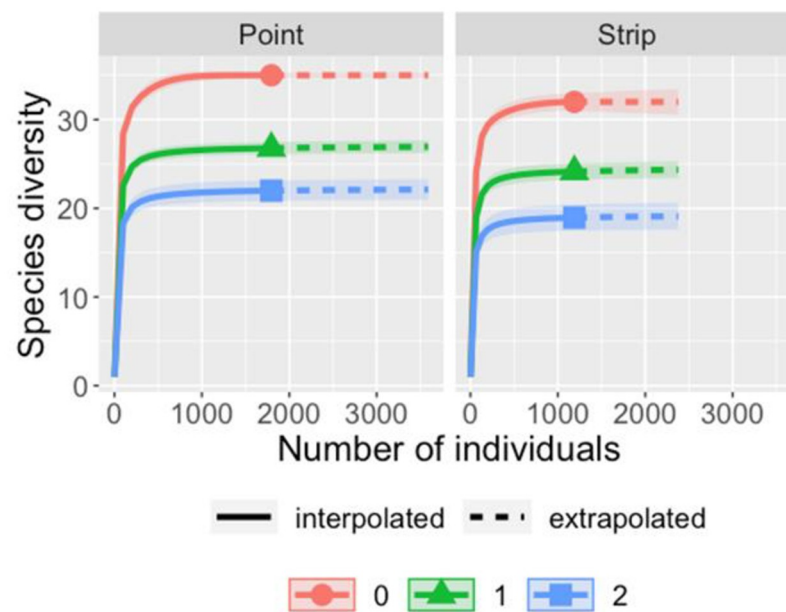 Point Strip
Species diversity
30
20
10
0
0 1000 2000 3000 0 1000 2000 3000
Number of individuals
interpolated extrapolated
0 1 2